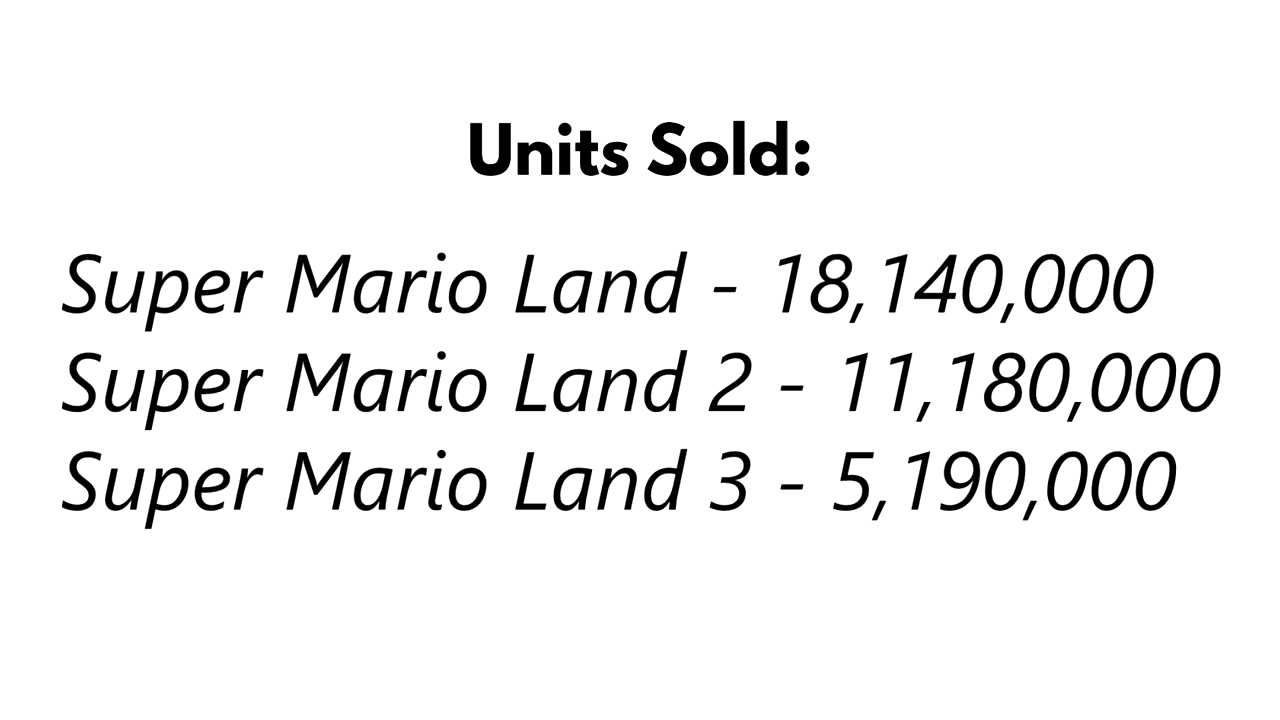 Units Sold:
Super Mario Land - 18,140,000
Super Mario Land 2 - 11,180,000
Super Mario Land 3 - 5,190,000